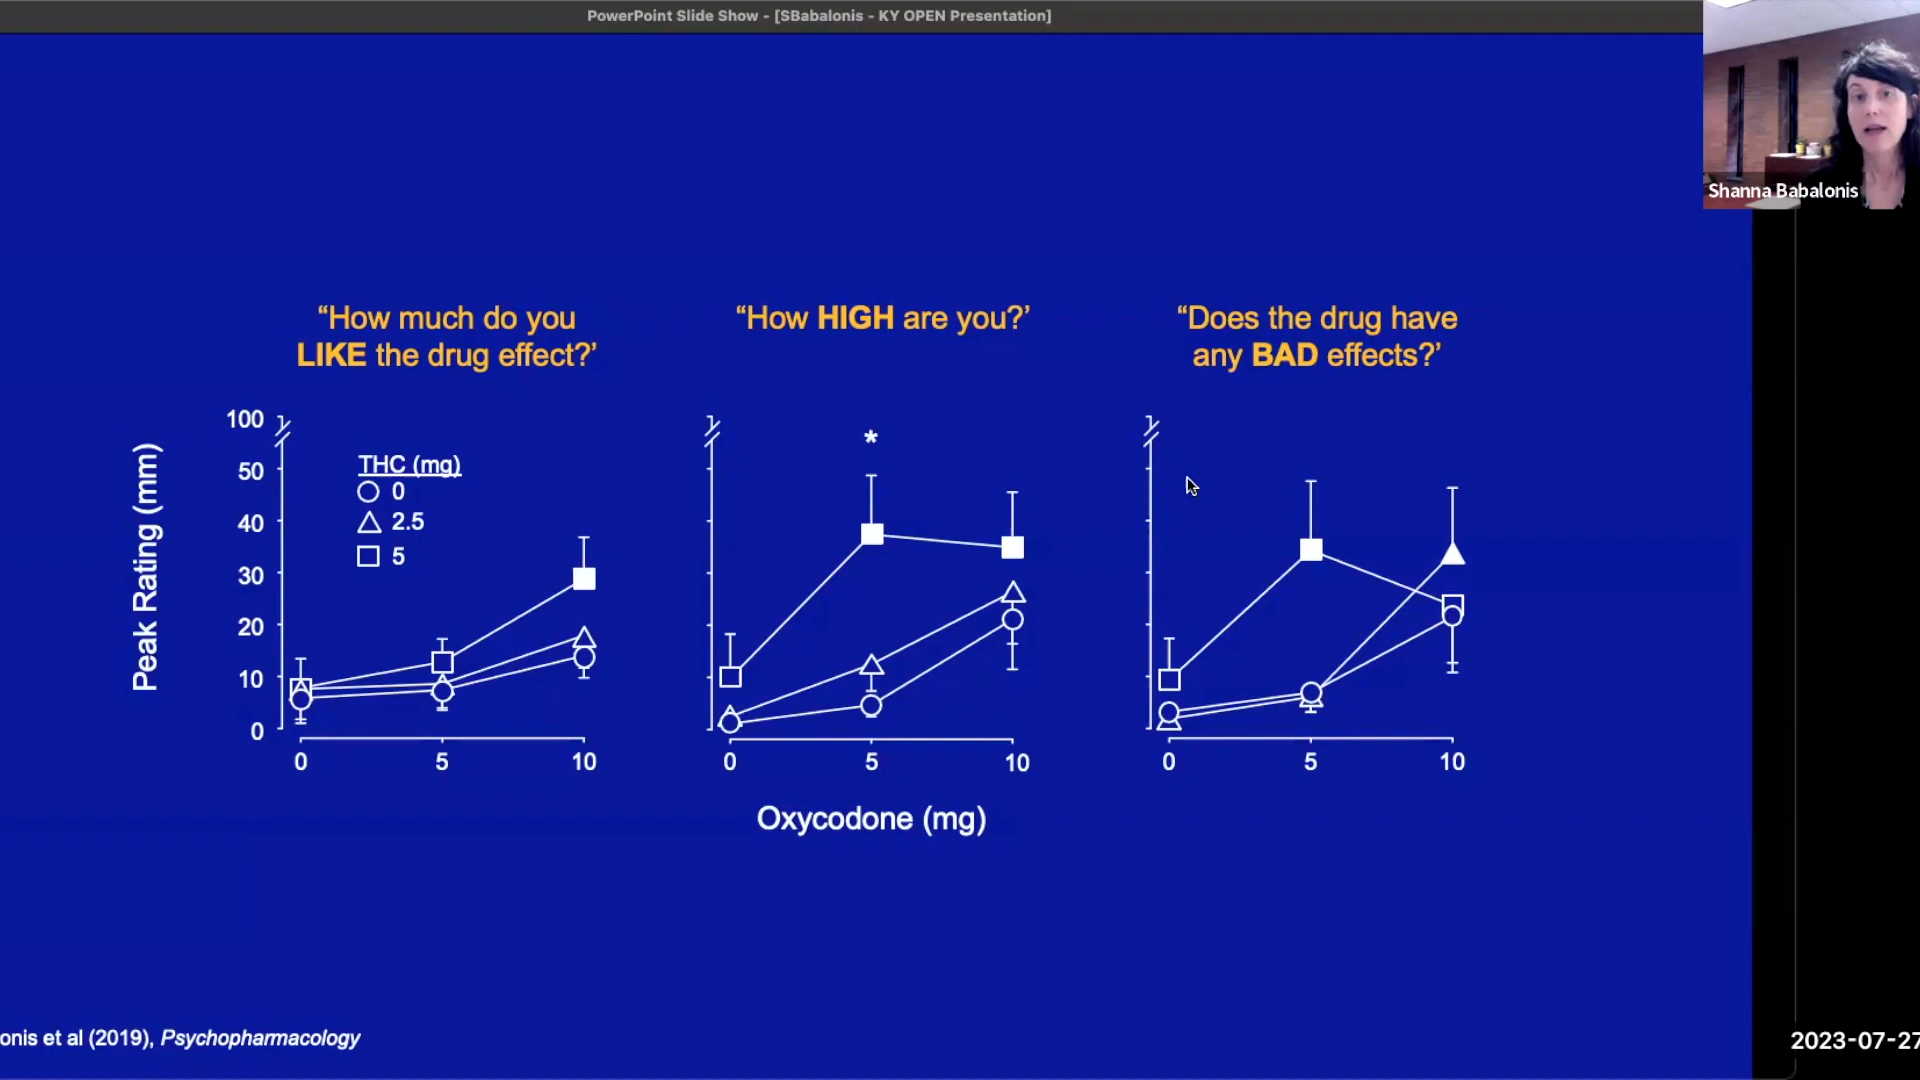 PowerPoint Slide Show - [SBabalonis - KY OPEN Presentation]
Shanna Babalonis
“How much do you
LIKE the drug effect?’
“How HIGH are you?’
“Does the drug have
any BAD effects?’
Peak Rating (mm)
100
50
40
30
20
10
0
THC (mg)
0
2.5
5
*
0 5 10
0 5 10
0 5 10
Oxycodone (mg)
onis et al (2019), Psychopharmacology
2023-07-27